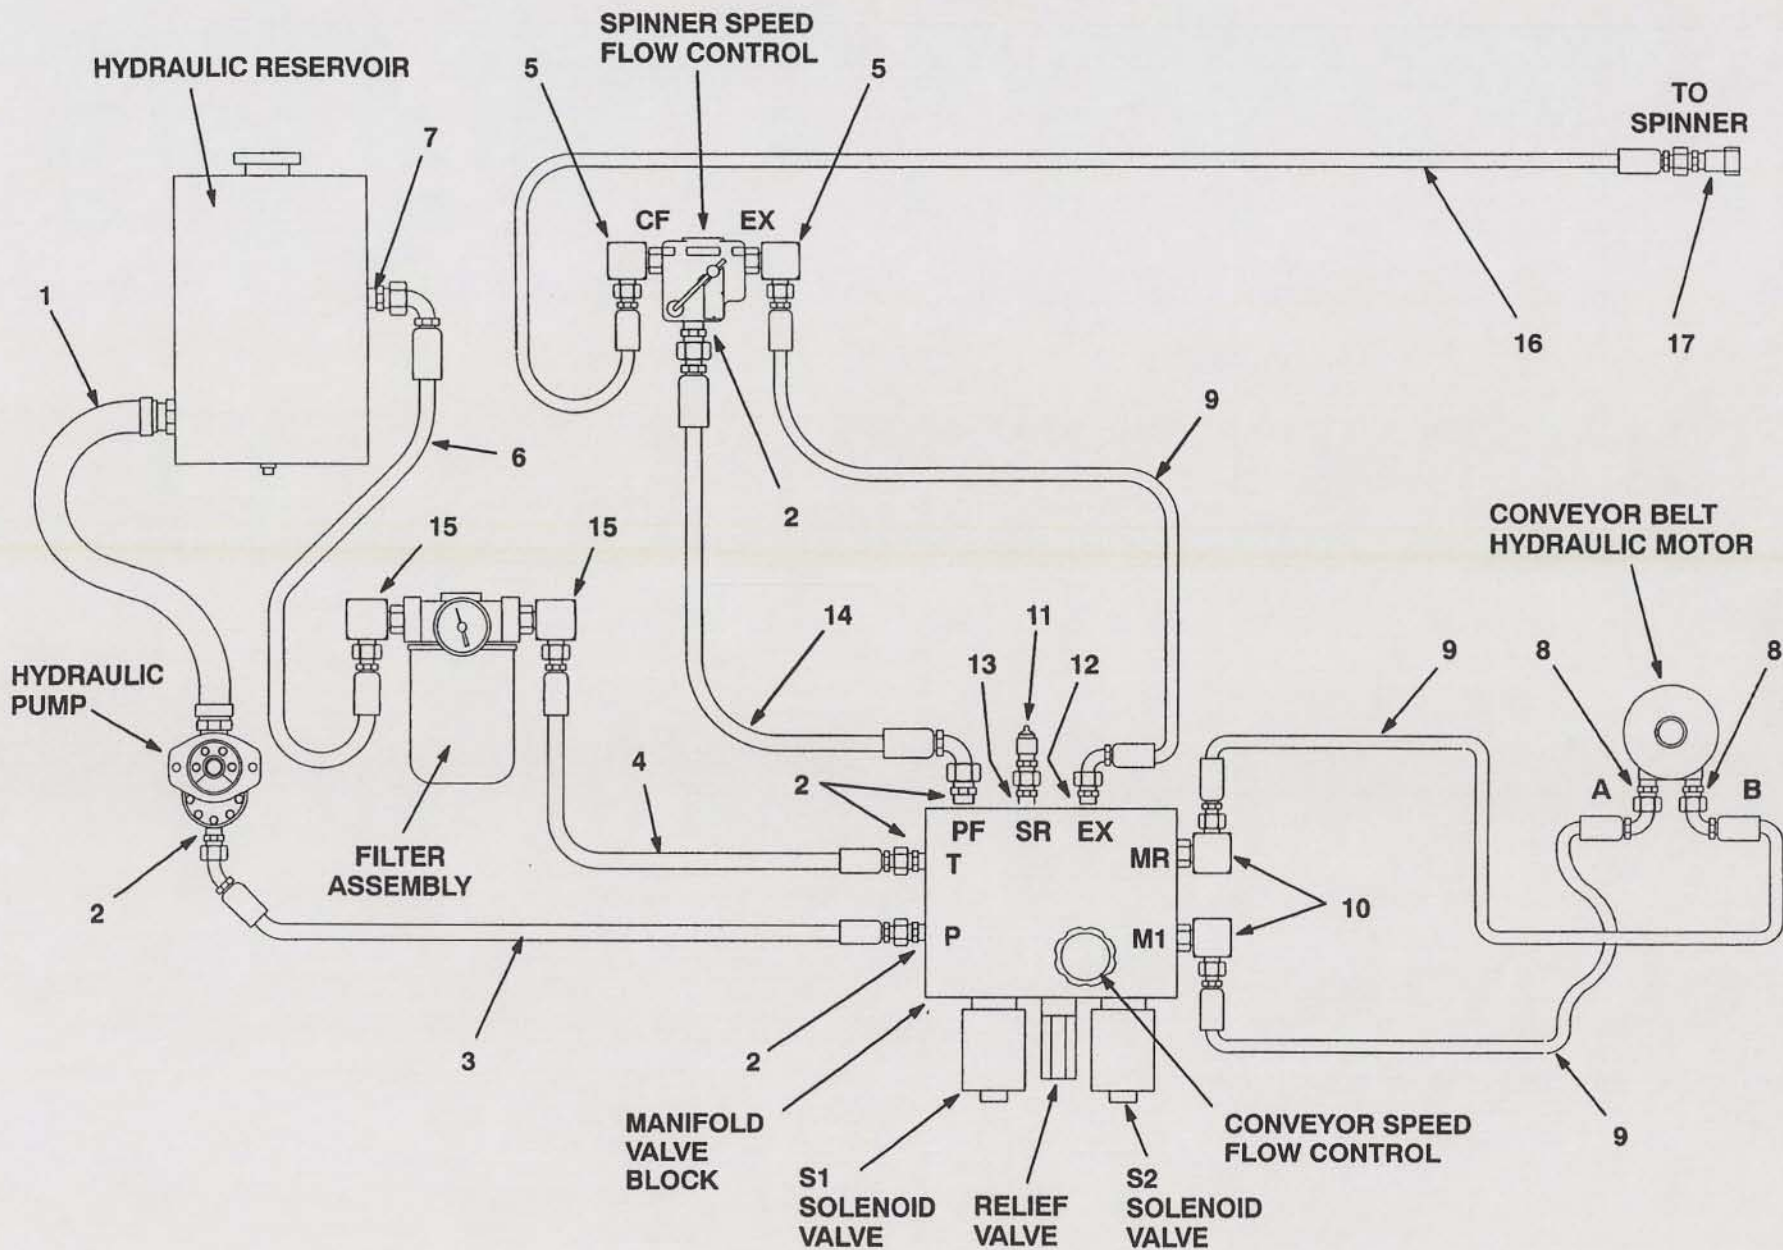 SPINNER SPEED
FLOW CONTROL
HYDRAULIC RESERVOIR
5
5
TO
SPINNER
7
CF
EX
1
16
17
9
6
2
15
15
CONVEYOR BELT
HYDRAULIC MOTOR
14
11
13
12
9
8
8
HYDRAULIC
PUMP
4
2
A
B
PF
SR
EX
FILTER
ASSEMBLY
T
MR
2
10
P
M1
3
2
MANIFOLD
VALVE
BLOCK
CONVEYOR SPEED
FLOW CONTROL
9
S1
SOLENOID
VALVE
RELIEF
VALVE
S2
SOLENOID
VALVE